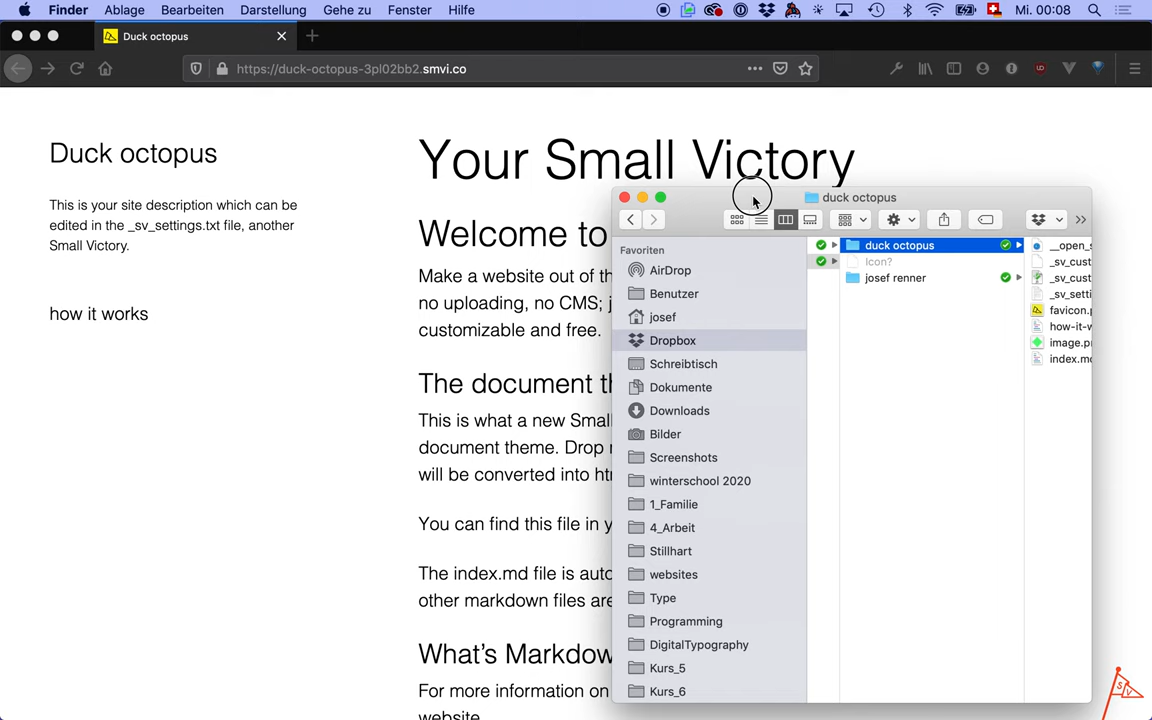 Finder Ablage Bearbeiten Darstellung Gehe zu Fenster Hilfe Mi. 00:08
Duck octopus
https://duck-octopus-3pl02bb2.smvi.co
Duck octopus
This is your site description which can be
edited in the _sv_settings.txt file, another
Small Victory.
how it works
Your Small Victory
Welcome to
Make a website out of th
no uploading, no CMS; j
customizable and free.
The document th
This is what a new Smal
document theme. Drop
will be converted into htm
You can find this file in y
The index.md file is auto
other markdown files are
What's Markdow
For more information on
website.
duck octopus
Favoriten
AirDrop
Benutzer
josef
Dropbox
Schreibtisch
Dokumente
Downloads
Bilder
Screenshots
winterschool 2020
1_Familie
4_Arbeit
Stillhart
websites
Type
Programming
DigitalTypography
Kurs_5
Kurs_6
duck octopus
Icon?
josef renner
__open_s
_sv_cust
_sv_cust
_sv_setti
favicon.p
how-it-w
image.pn
index.md
SV